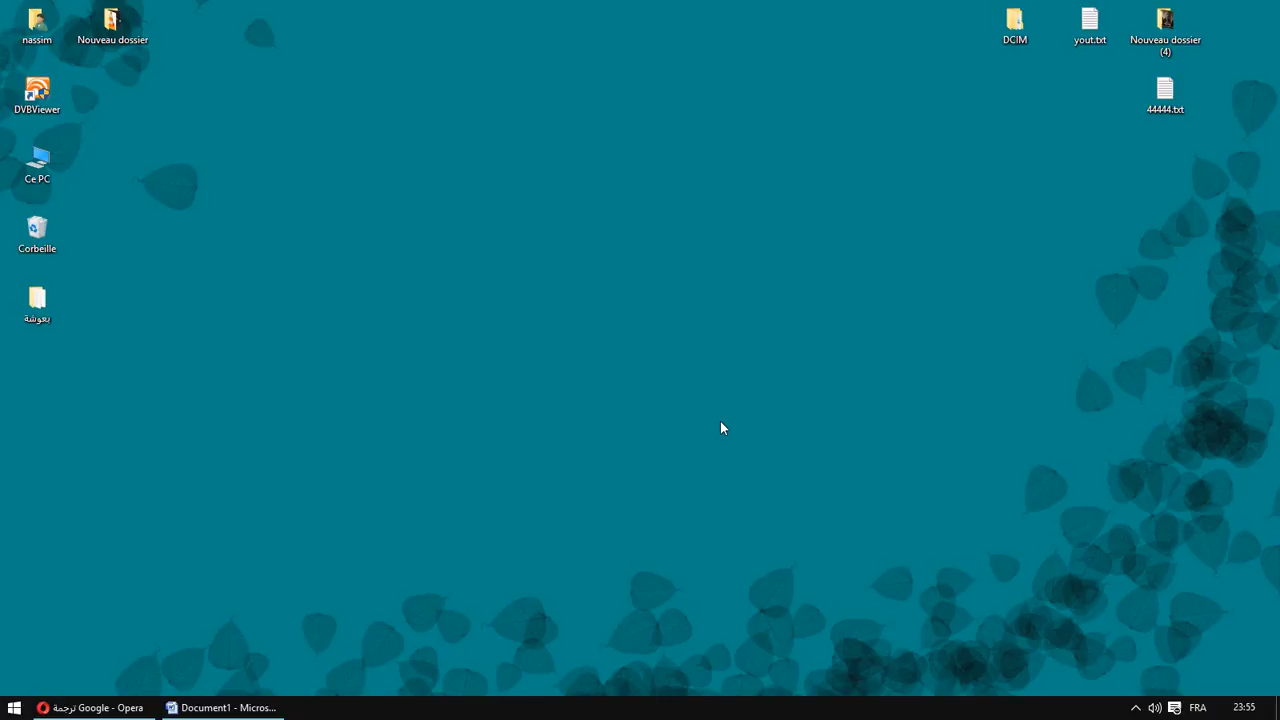 nassim
Nouveau dossier
DCIM
yout.txt
Nouveau dossier
(4)
DVBViewer
44444.txt
Ce PC
Corbeille
بعوشة
ترجمة Google - Opera
Document1 - Micros...
FRA
23:55